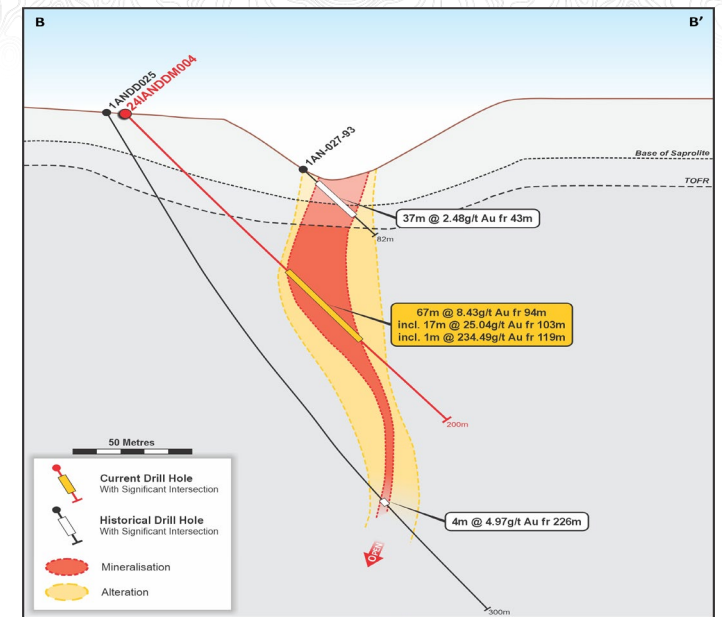 B
B'
1ANDD025
24IANDDM004
1AN-027-93
Base of Saprolite
TOFR
37m @ 2.48g/t Au fr 43m
82m
67m @ 8.43g/t Au fr 94m
incl. 17m @ 25.04g/t Au fr 103m
incl. 1m @ 234.49g/t Au fr 119m
200m
50 Metres
Current Drill Hole
With Significant Intersection
Historical Drill Hole
With Significant Intersection
Mineralisation
Alteration
4m @ 4.97g/t Au fr 226m
OPEN
300m